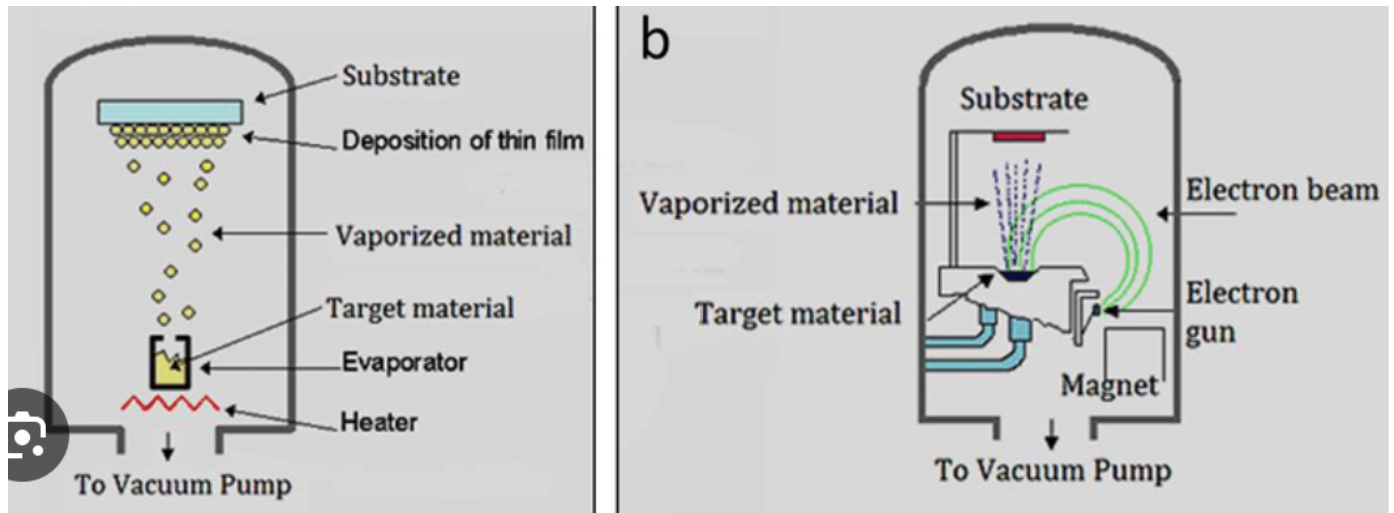 Substrate
Deposition of thin film
Vaporized material
Target material
Evaporator
Heater
To Vacuum Pump
b
Substrate
Vaporized material
Electron beam
Target material
Electron
gun
Magnet
To Vacuum Pump